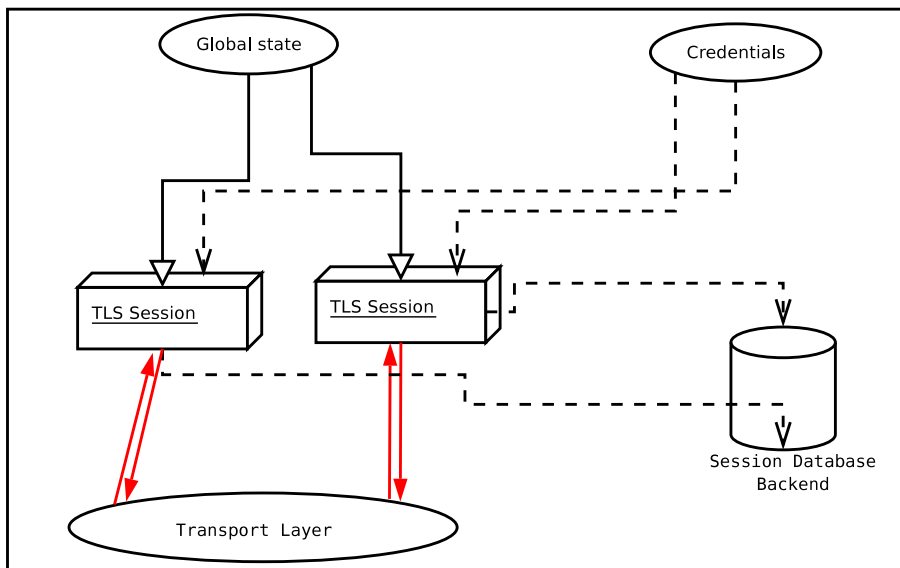 Global state
Credentials
TLS Session
TLS Session
Session Database
Backend
Transport Layer